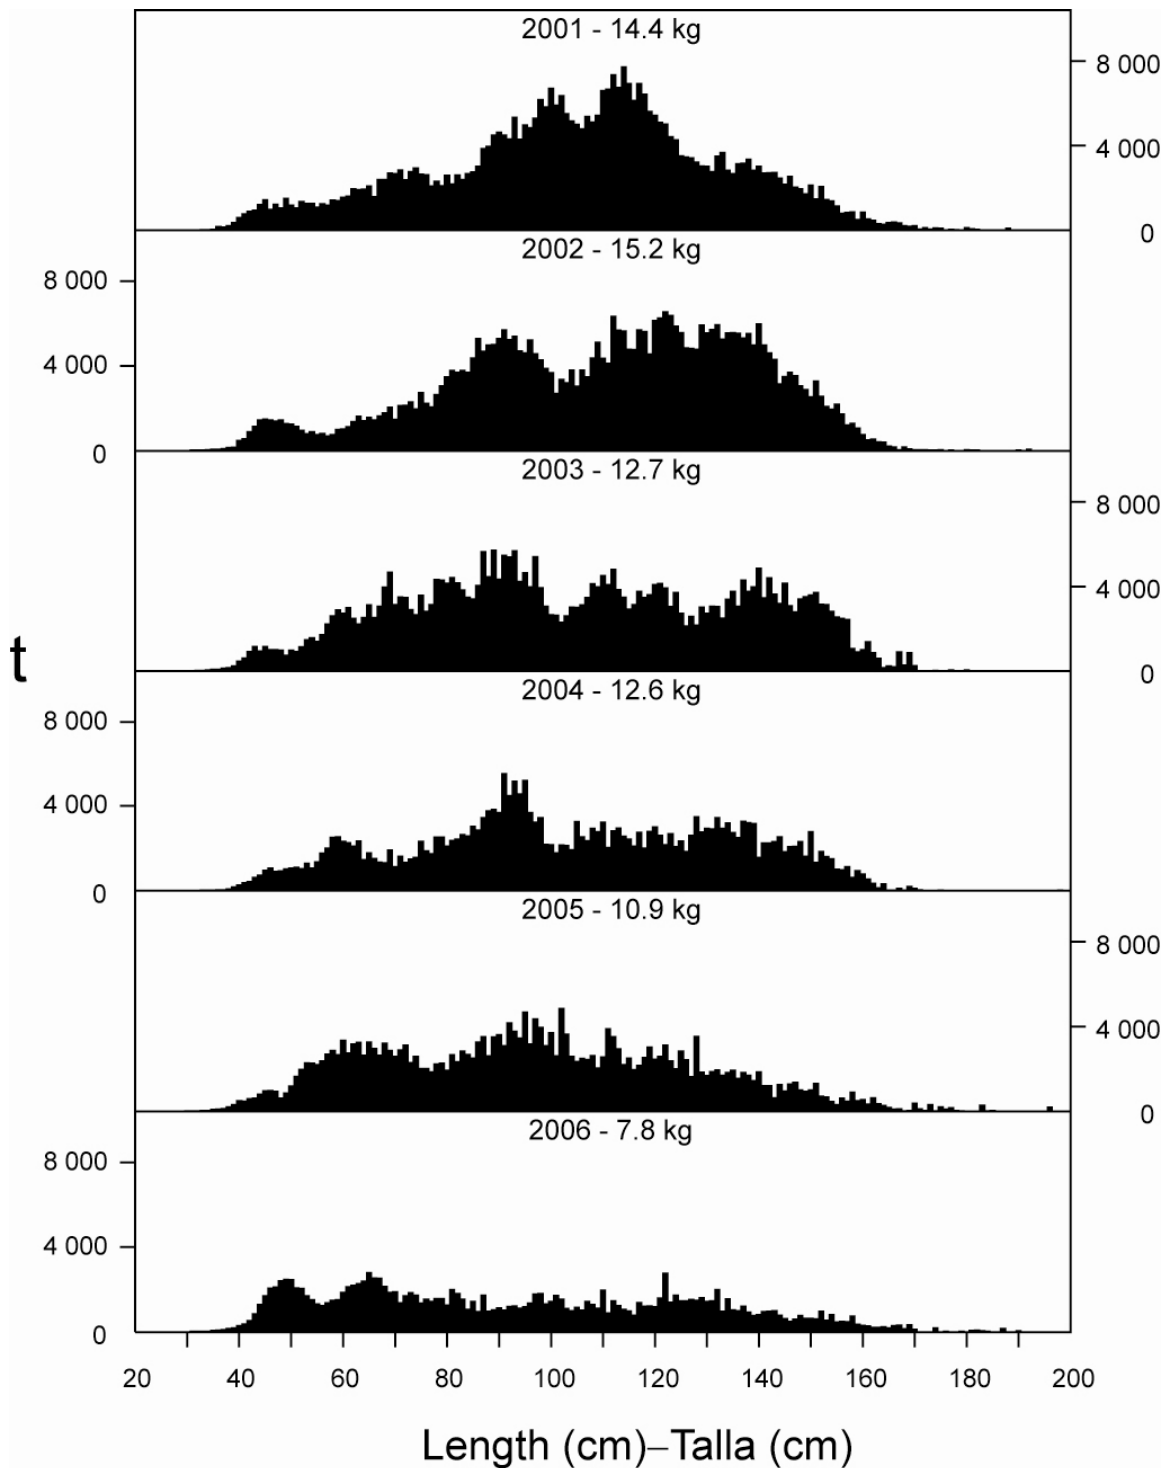 2001 - 14.4 kg
8 000
4 000
0
2002 - 15.2 kg
8 000
4 000
0
2003 - 12.7 kg
8 000
4 000
0
t
2004 - 12.6 kg
8 000
4 000
0
2005 - 10.9 kg
8 000
4 000
0
2006 - 7.8 kg
8 000
4 000
0
20 40 60 80 100 120 140 160 180 200
Length (cm)–Talla (cm)